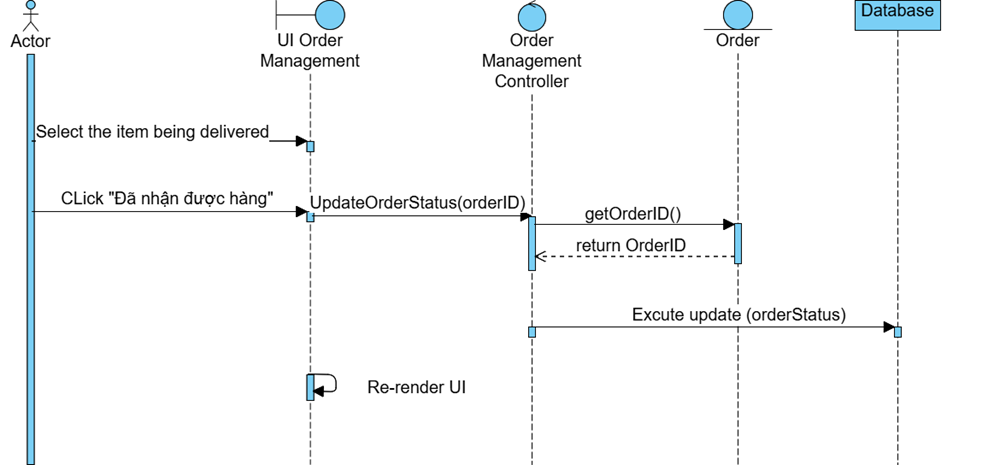 Actor
UI Order
Management
Order
Management
Controller
Order
Database
Select the item being delivered
CLick "Đã nhận được hàng"
UpdateOrderStatus(orderID)
getOrderID()
return OrderID
Excute update (orderStatus)
Re-render UI